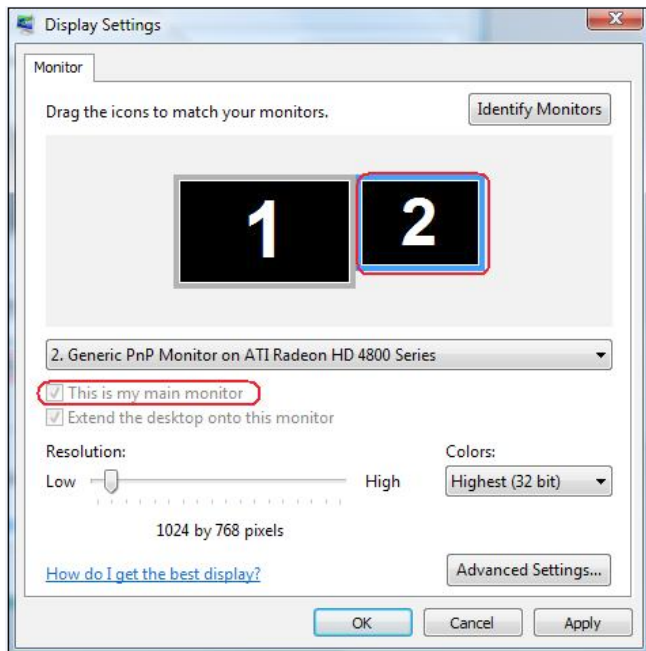 Display Settings
Monitor
Drag the icons to match your monitors.
Identify Monitors
1
2
2. Generic PnP Monitor on ATI Radeon HD 4800 Series
This is my main monitor
Extend the desktop onto this monitor
Resolution:
Colors:
Low
High
Highest (32 bit)
1024 by 768 pixels
How do I get the best display?
Advanced Settings...
OK
Cancel
Apply